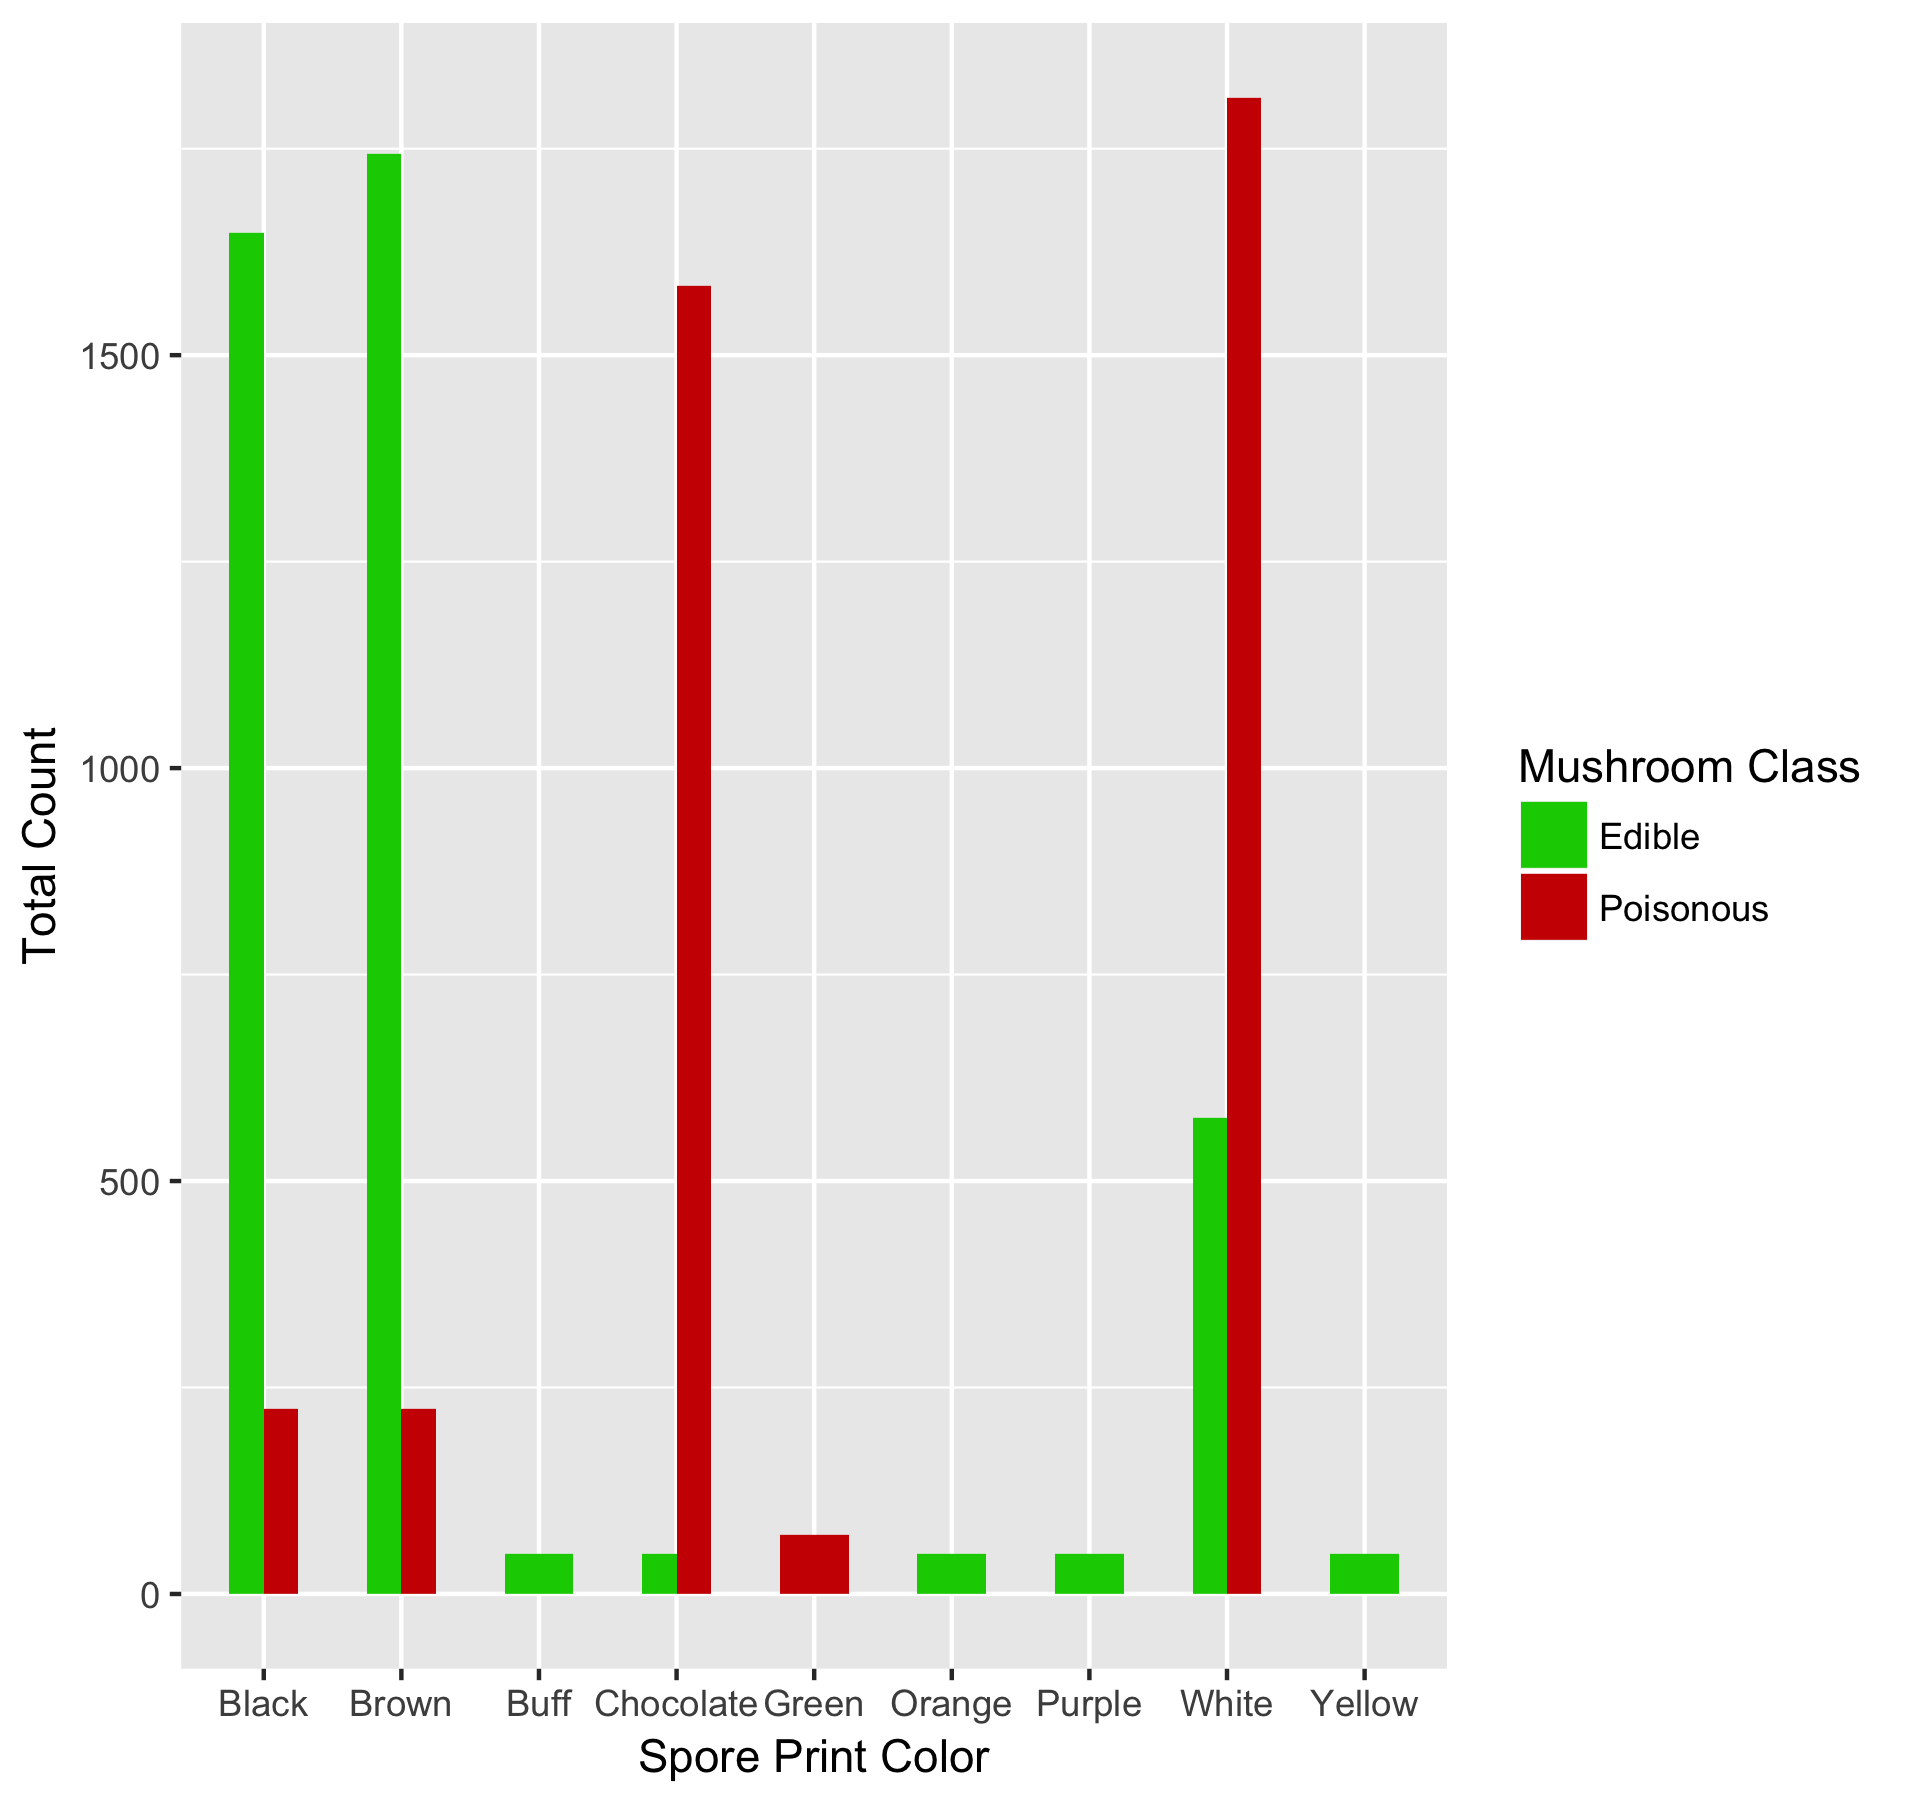 1500
1000
500
0
Total Count
Black Brown Buff Chocolate Green Orange Purple White Yellow
Spore Print Color
Mushroom Class
Edible
Poisonous